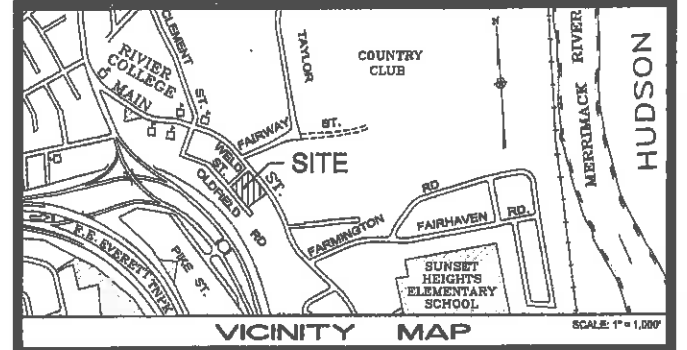 CLEMENT
ST.
RIVIER
COLLEGE
MAIN
TAYLOR
COUNTRY
CLUB
N
MERRIMACK RIVER
HUDSON
FAIRWAY ST.
WELD
ST.
ST.
SITE
OLDFIELD
RD
FARMINGTON
RD
FAIRHAVEN RD.
F.E. EVERETT TNPK
PIKE ST.
SUNSET
HEIGHTS
ELEMENTARY
SCHOOL
VICINITY MAP
SCALE: 1" = 1,000'